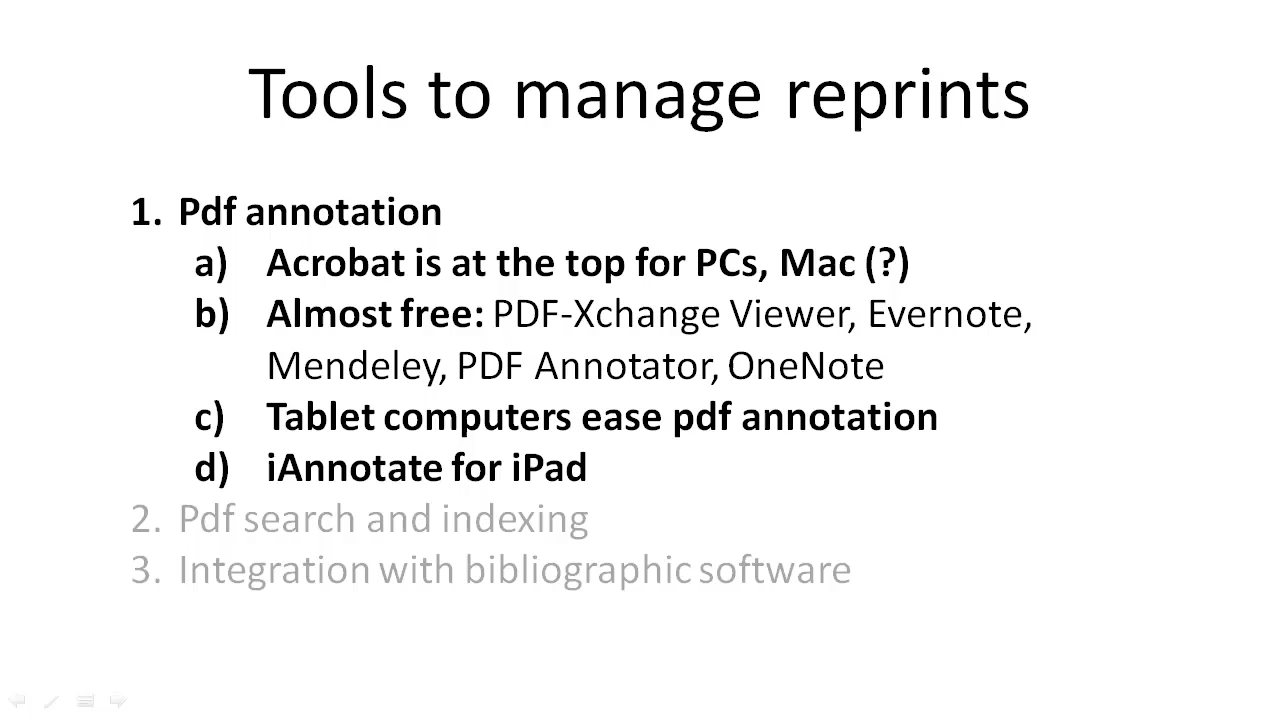 Tools to manage reprints
1. Pdf annotation
a) Acrobat is at the top for PCs, Mac (?)
b) Almost free: PDF-Xchange Viewer, Evernote,
Mendeley, PDF Annotator, OneNote
c) Tablet computers ease pdf annotation
d) iAnnotate for iPad
2. Pdf search and indexing
3. Integration with bibliographic software